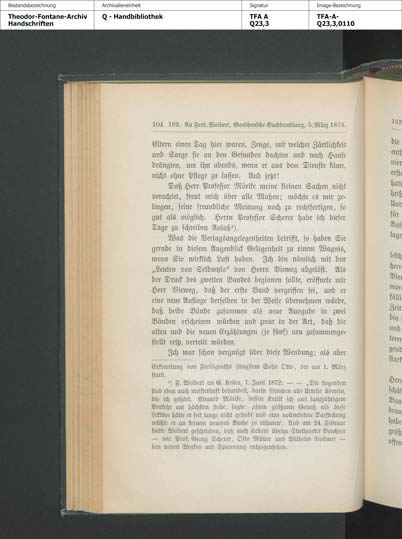 Bestandsbezeichnung
Archivalieneinheit
Signatur
Image-Bezeichnung
Theodor-Fontane-Archiv
Handschriften
Q - Handbibliothek
TFA A
Q23,3
TFA-A-
Q23,3,0110
104 162. An Ferd. Weibert, Goeschensche Buchhandlung, 5. März 1873.
Eltern einen Tag hier waren, Zeuge, mit welcher Zärtlichkeit
und Sorge sie an den Gesunden dachten und nach Hause
drängten, um ihn abends, wenn er aus dem Dienste käme,
nicht ohne Pflege zu lassen. Und jetzt!
Daß Herr Professor Mörike meine kleinen Sachen nicht
verachtet, freut mich über alle Maßen; möchte es mir ge-
lingen, seine freundliche Meinung noch zu rechtfertigen, so
gut als möglich. Herrn Professor Scherer habe ich dieser
Tage zu schreiben Anlaß¹).
Was die Verlagsangelegenheiten betrifft, so haben Sie
gerade in diesem Augenblick Gelegenheit zu einem Wagnis,
wenn Sie wirklich Lust haben. Ich bin nämlich mit den
„Leuten von Seldwyla" von Herrn Vieweg abgelöst. Als
der Druck des zweiten Bandes beginnen sollte, eröffnete mir
Herr Vieweg, daß der erste Band vergriffen sei, und er
eine neue Auflage derselben in der Weise übernehmen würde,
daß beide Bände zusammen als neue Ausgabe in zwei
Bänden erscheinen würden und zwar in der Art, daß die
alten und die neuen Erzählungen (je fünf) neu zusammenge-
stellt resp. verteilt würden.
Ich war schon vergnügt über diese Wendung; als aber
Erkrankung von Freiligraths jüngstem Sohn Otto, der am 1. März
starb.
¹) F. Weibert an G. Keller, 7. Juni 1872: — — „Die Legenden
sind eben auch meisterhaft behandelt, darin stimmen alle Urteile überein,
die ich gehört. Eduard Mörike, dessen Kritik ich aus langjährigem
Verkehr am höchsten stelle, sagte: einen größeren Genuß als diese
Lektüre hätte er seit lange nicht gehabt und eine vollendetere Darstellung
müßte er an keinem neueren Buche zu rühmen'. Und am 24. Februar
hatte Weibert geschrieben, daß auch Kellers übrige Stuttgarter Verehrer
— wie Prof. Georg Scherer, Otto Müller und Wilhelm Vollmer —
den neuen Werken mit Spannung entgegensehen.